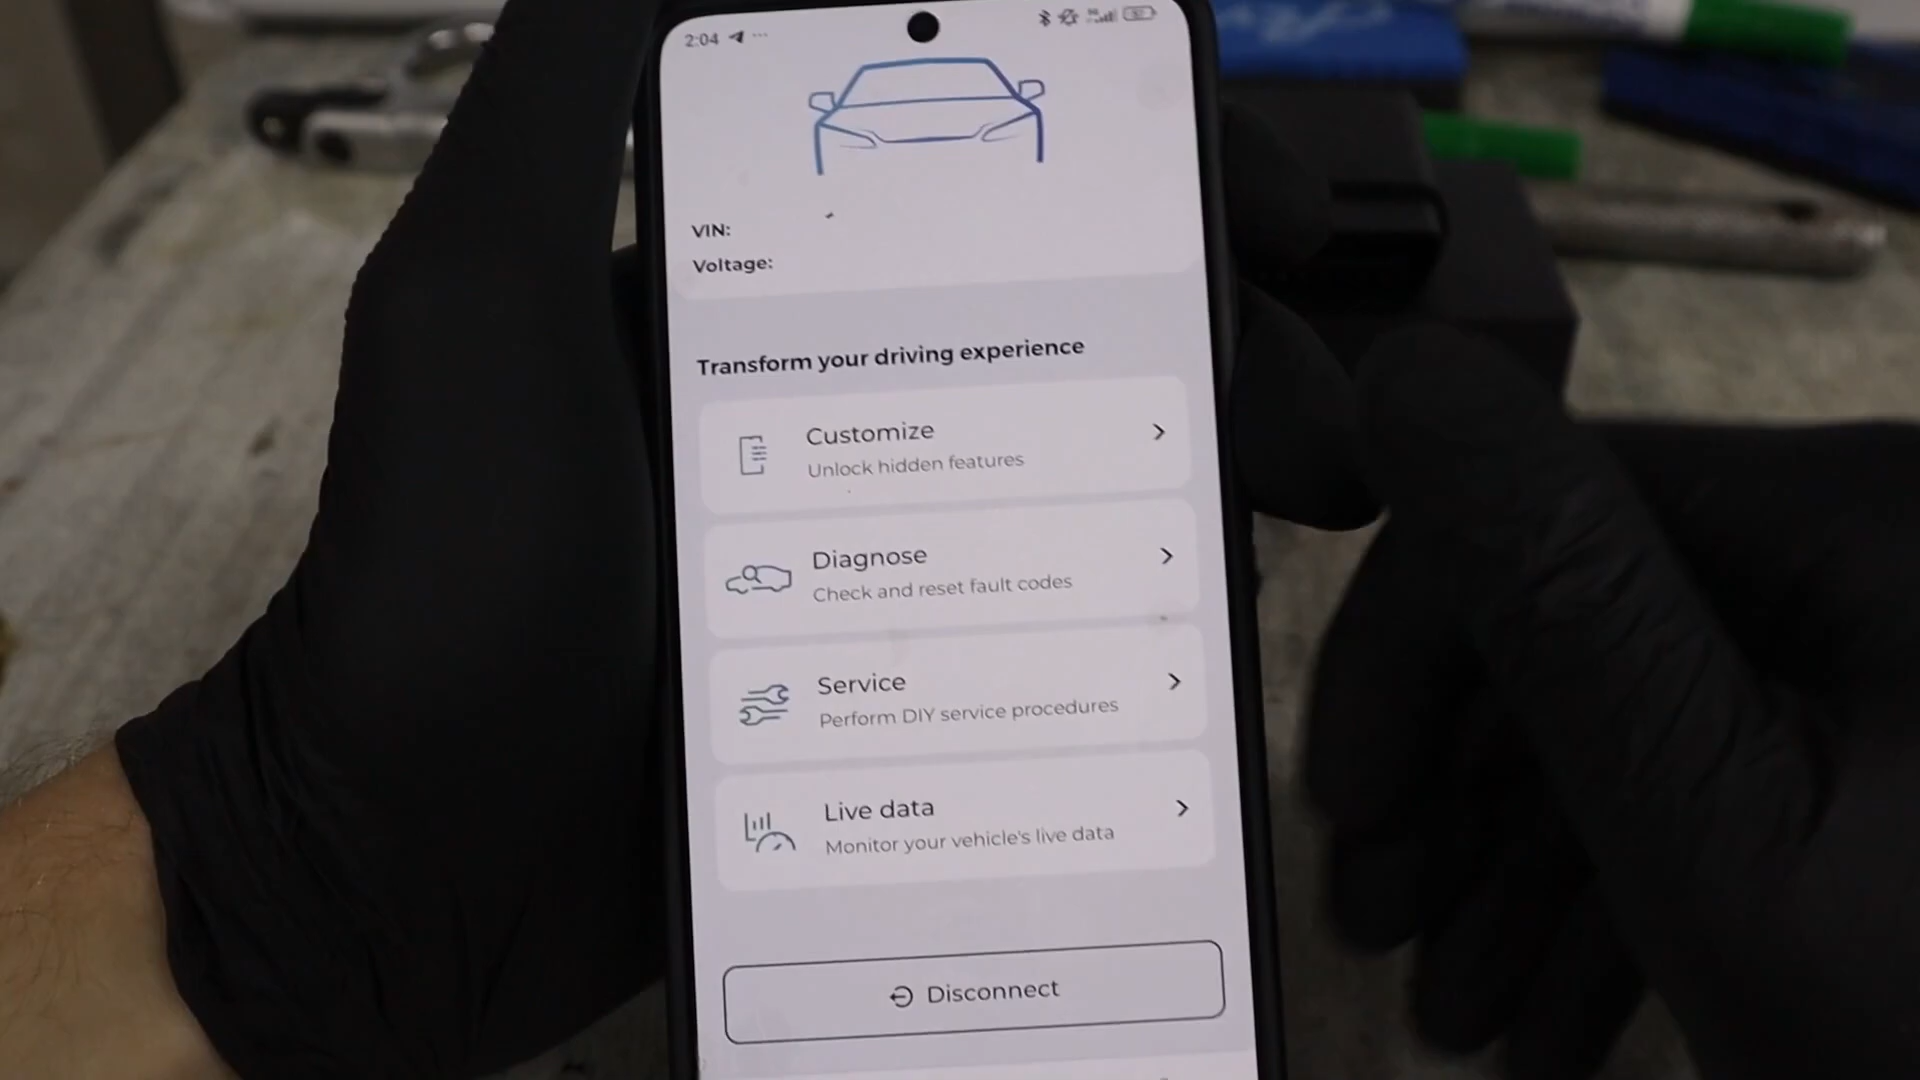 2:04
VIN:
Voltage:
Transform your driving experience
Customize
Unlock hidden features
Diagnose
Check and reset fault codes
Service
Perform DIY service procedures
Live data
Monitor your vehicle's live data
Disconnect